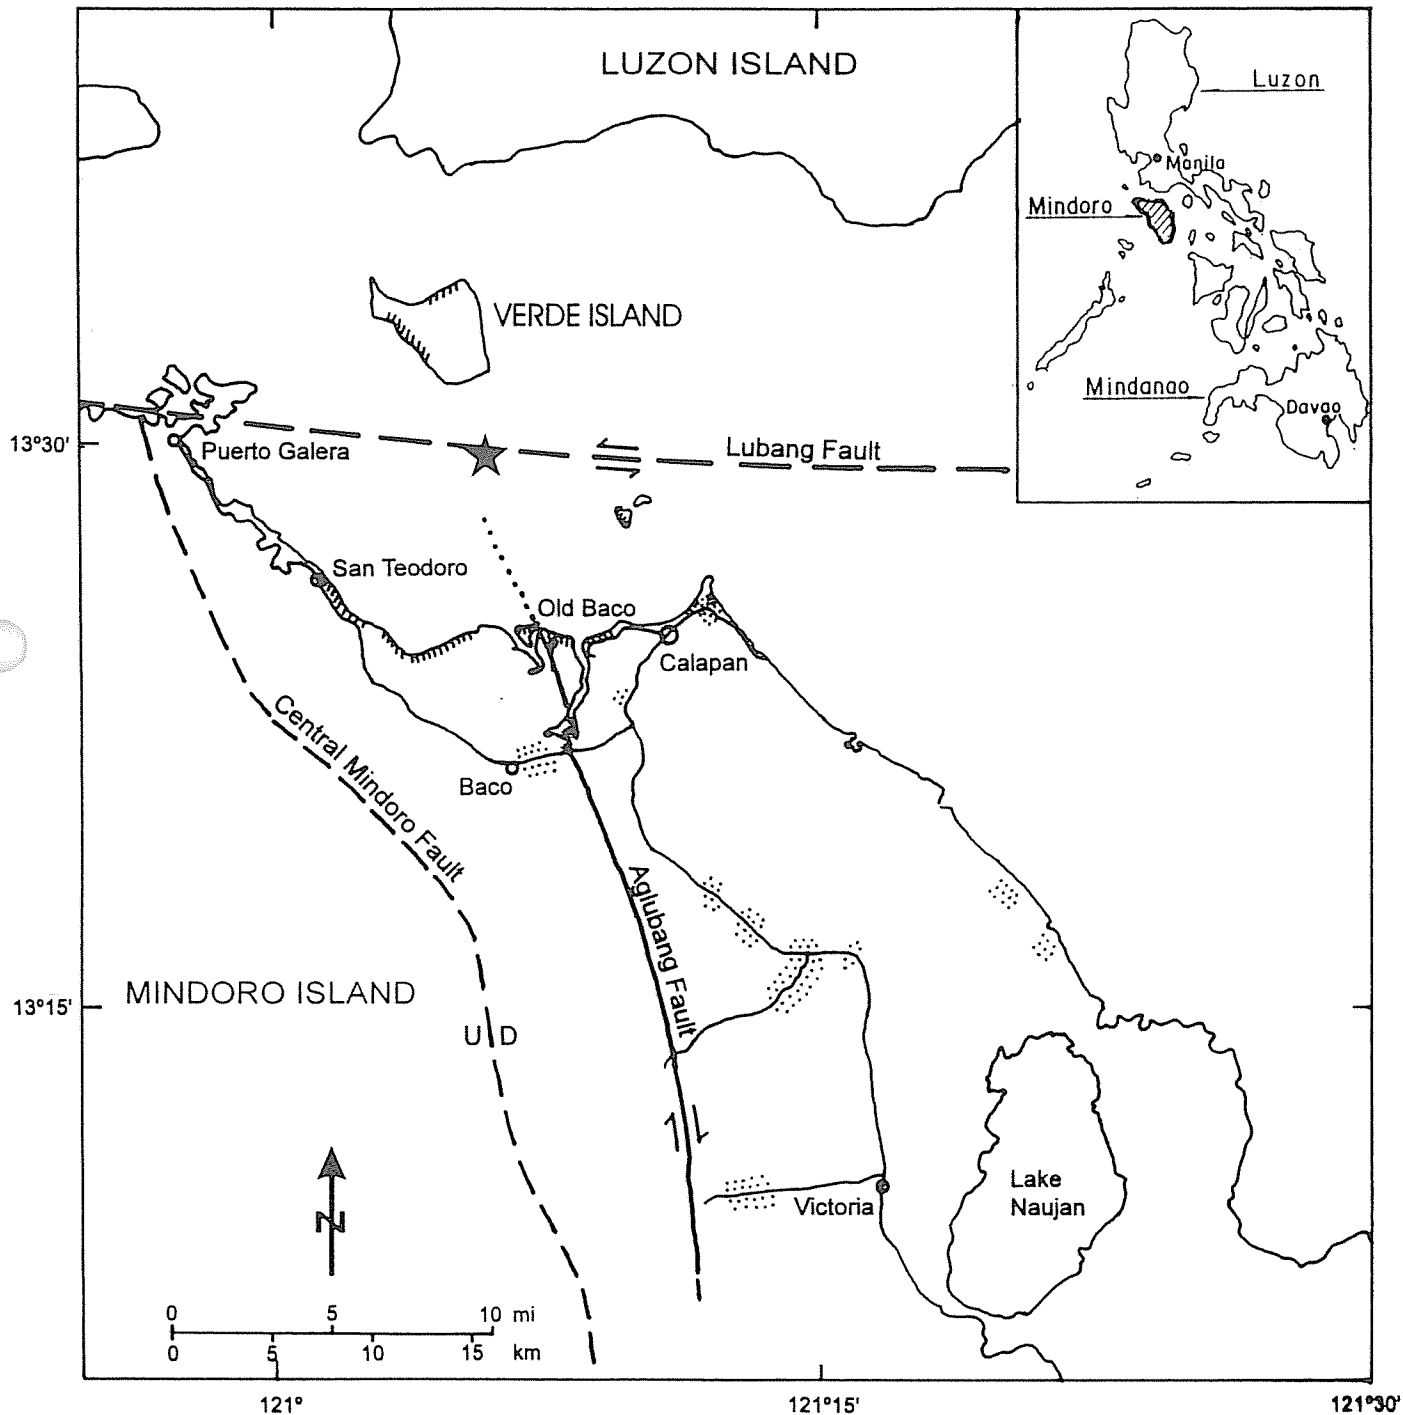 LUZON ISLAND
Luzon
Manila
Mindoro
VERDE ISLAND
Mindanao
Davao
13°30'
Puerto Galera
Lubang Fault
San Teodoro
Old Baco
Calapan
Central Mindoro Fault
Baco
Aglubang Fault
MINDORO ISLAND
13°15'
U D
N
Lake
Naujan
Victoria
0 5 10 mi
0 5 10 15 km
121° 121°15' 121°30'